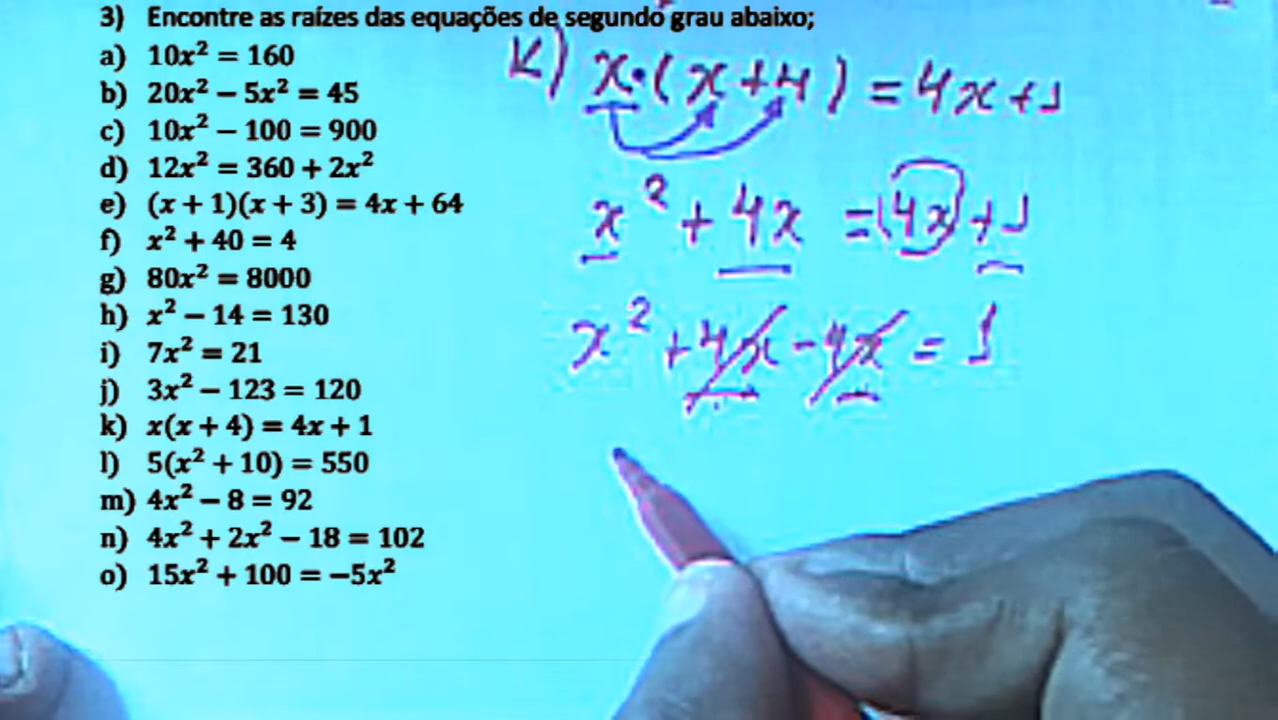 3) Encontre as raízes das equações de segundo grau abaixo;
a) 10x² = 160
b) 20x² – 5x² = 45
c) 10x² – 100 = 900
d) 12x² = 360 + 2x²
e) (x + 1)(x + 3) = 4x + 64
f) x² + 40 = 4
g) 80x² = 8000
h) x² – 14 = 130
i) 7x² = 21
j) 3x² – 123 = 120
k) x(x + 4) = 4x + 1
l) 5(x² + 10) = 550
m) 4x² – 8 = 92
n) 4x² + 2x² – 18 = 102
o) 15x² + 100 = –5x²
K) x·(x+4) = 4x+1
x² + 4x = (4x)+1
x² + 4x - 4x = 1